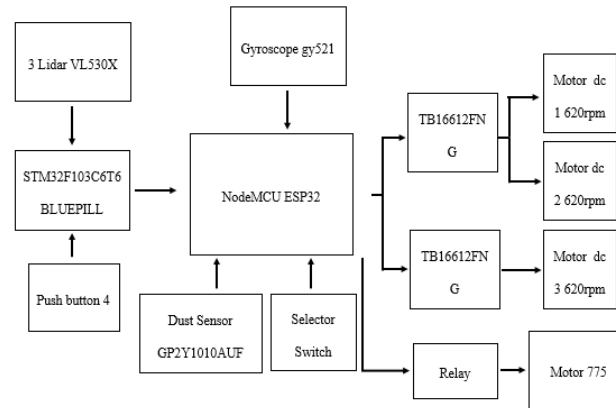 3 Lidar VL530X
Gyroscope gy521
STM32F103C6T6
BLUEPILL
Push button 4
NodeMCU ESP32
Dust Sensor
GP2Y1010AUF
Selector
Switch
TB16612FN
G
TB16612FN
G
Relay
Motor  dc
1 620rpm
Motor dc
2 620rpm
Motor  dc
3 620rpm
Motor 775